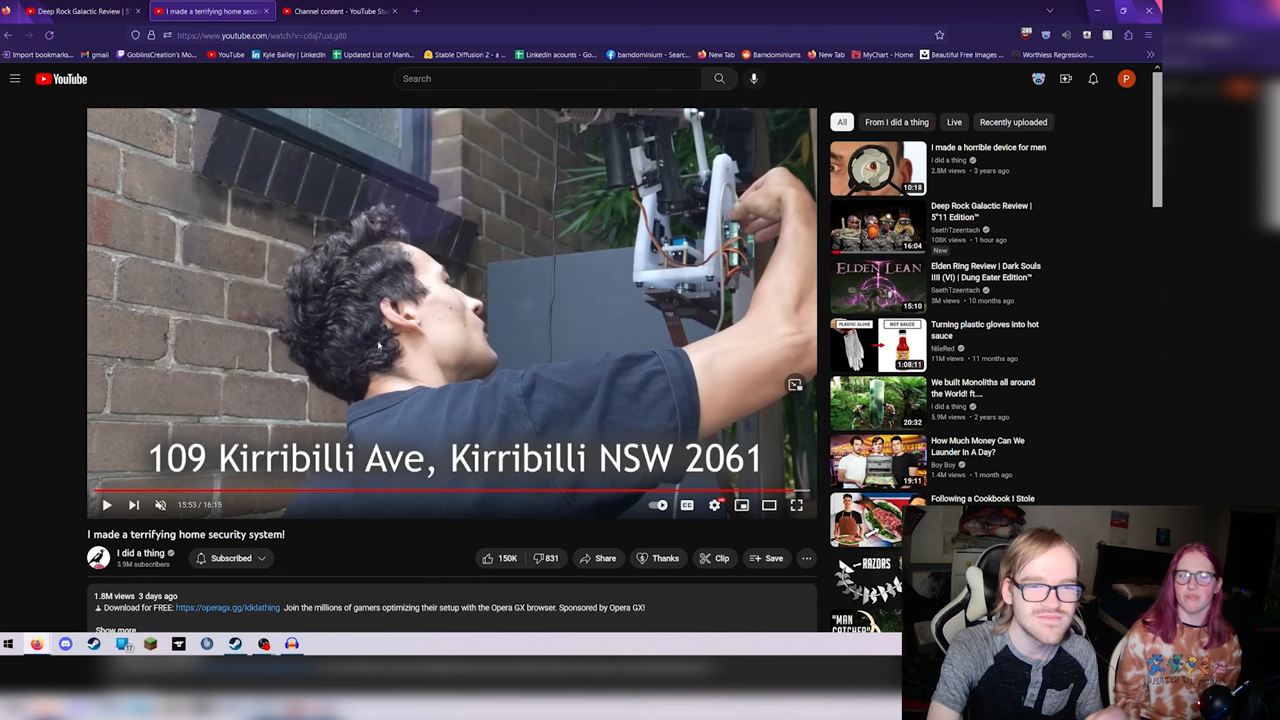 Deep Rock Galactic Review | 5"
I made a terrifying home securi
Channel content - YouTube Stu
https://www.youtube.com/watch?v=o8sj7uxLg88
Import bookmarks...
gmail
GoblinsCreation's Mo...
YouTube
Kyle Bailey | LinkedIn
Updated List of Manh...
Stable Diffusion 2 - a ...
Linkedin acounts - Go...
barndominium - Searc...
New Tab
Barndominiums
New Tab
MyChart - Home
Beautiful Free Images ...
Worthless Regression ...
YouTube
Search
P
All
From I did a thing
Live
Recently uploaded
109 Kirribilli Ave, Kirribilli NSW 2061
15:53 / 16:15
CC
I made a terrifying home security system!
I did a thing
3.9M subscribers
Subscribed
150K
831
Share
Thanks
Clip
Save
1.8M views 3 days ago
Download for FREE: https://operagx.gg/Ididathing Join the millions of gamers optimizing their setup with the Opera GX browser. Sponsored by Opera GX!
Show more
I made a horrible device for men
I did a thing
2.8M views • 3 years ago
10:18
Deep Rock Galactic Review |
5"11 Edition™
SsethTzeentach
108K views • 1 hour ago
New
16:04
ELDEN LEAN
Elden Ring Review | Dark Souls
IIII (VI) | Dung Eater Edition™
SsethTzeentach
3M views • 10 months ago
15:10
PLASTIC GLOVE
HOT SAUCE
Turning plastic gloves into hot
sauce
NileRed
11M views • 11 months ago
1:08:11
We built Monoliths all around
the World! ft....
I did a thing
5.9M views • 2 years ago
20:32
How Much Money Can We
Launder In A Day?
Boy Boy
1.4M views • 1 month ago
19:11
Following a Cookbook I Stole
RAZORS
"MAN
CATCHER"